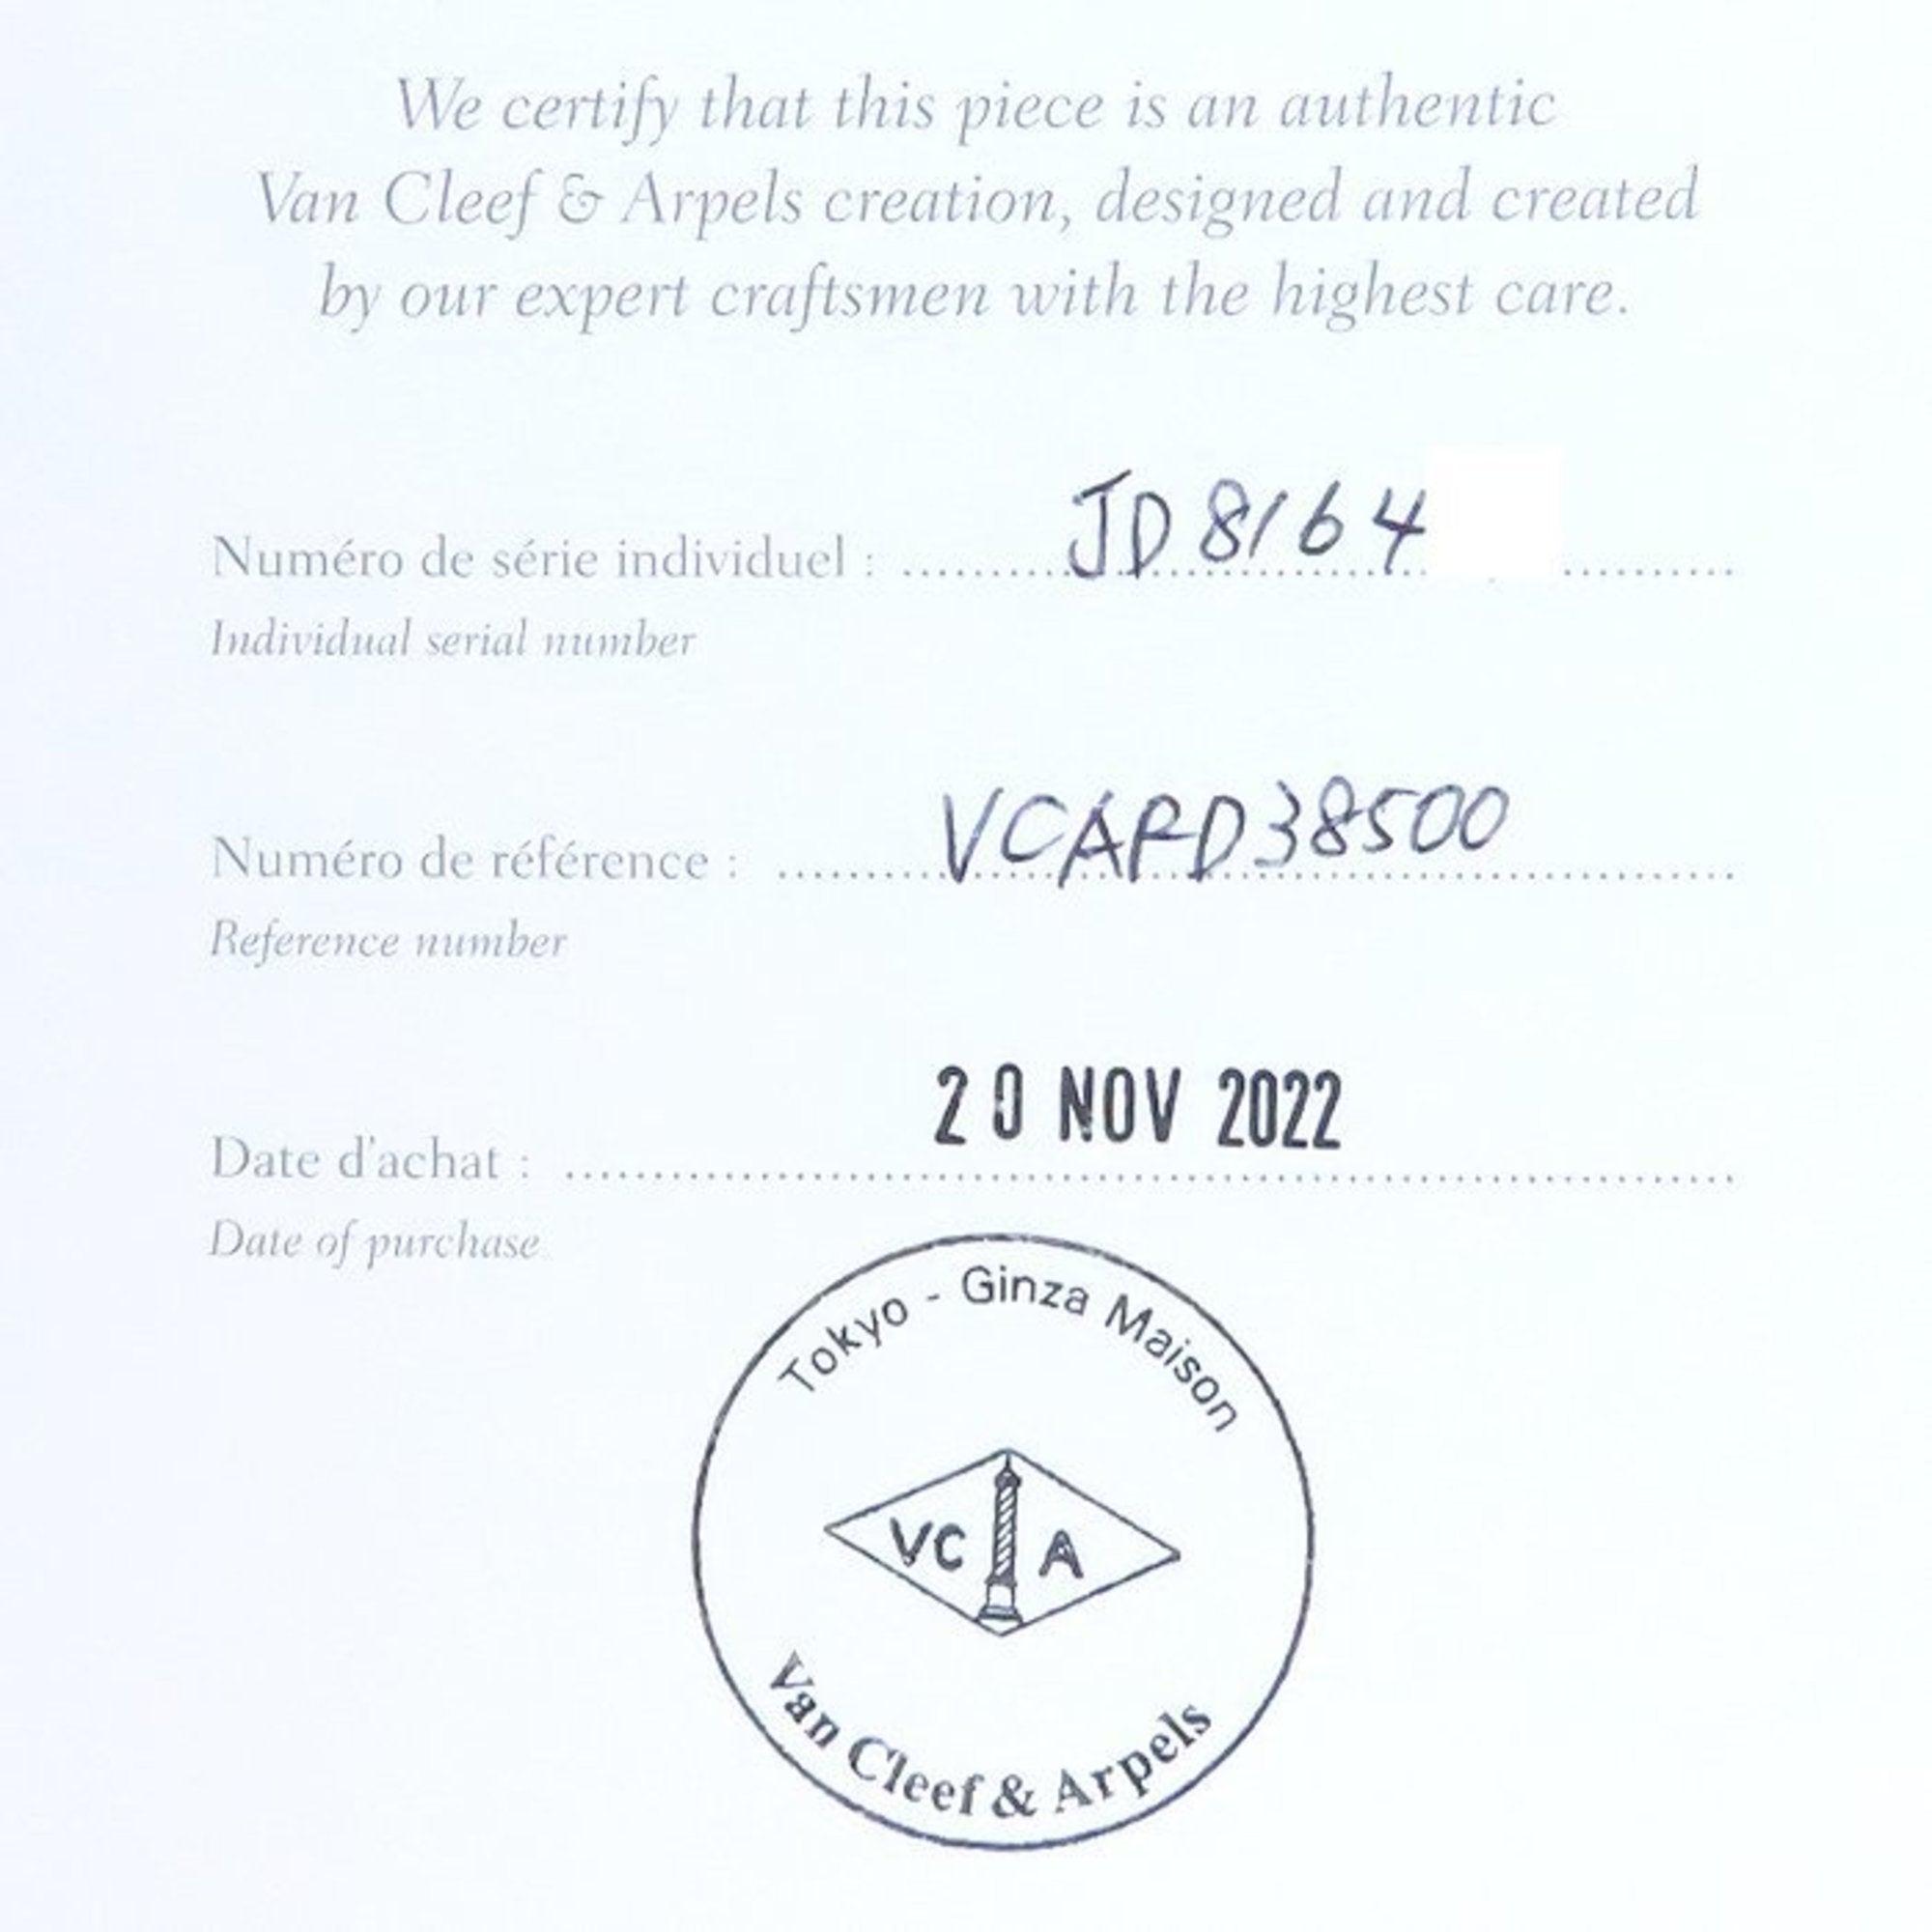 We certify that this piece is an authentic
Van Cleef & Arpels creation, designed and created
by our expert craftsmen with the highest care.
Numéro de série individuel : JD8164
Individual serial number
Numéro de référence : VCARD38500
Reference number
Date d'achat : 20 NOV 2022
Date of purchase
Tokyo - Ginza Maison
VC A
Van Cleef & Arpels